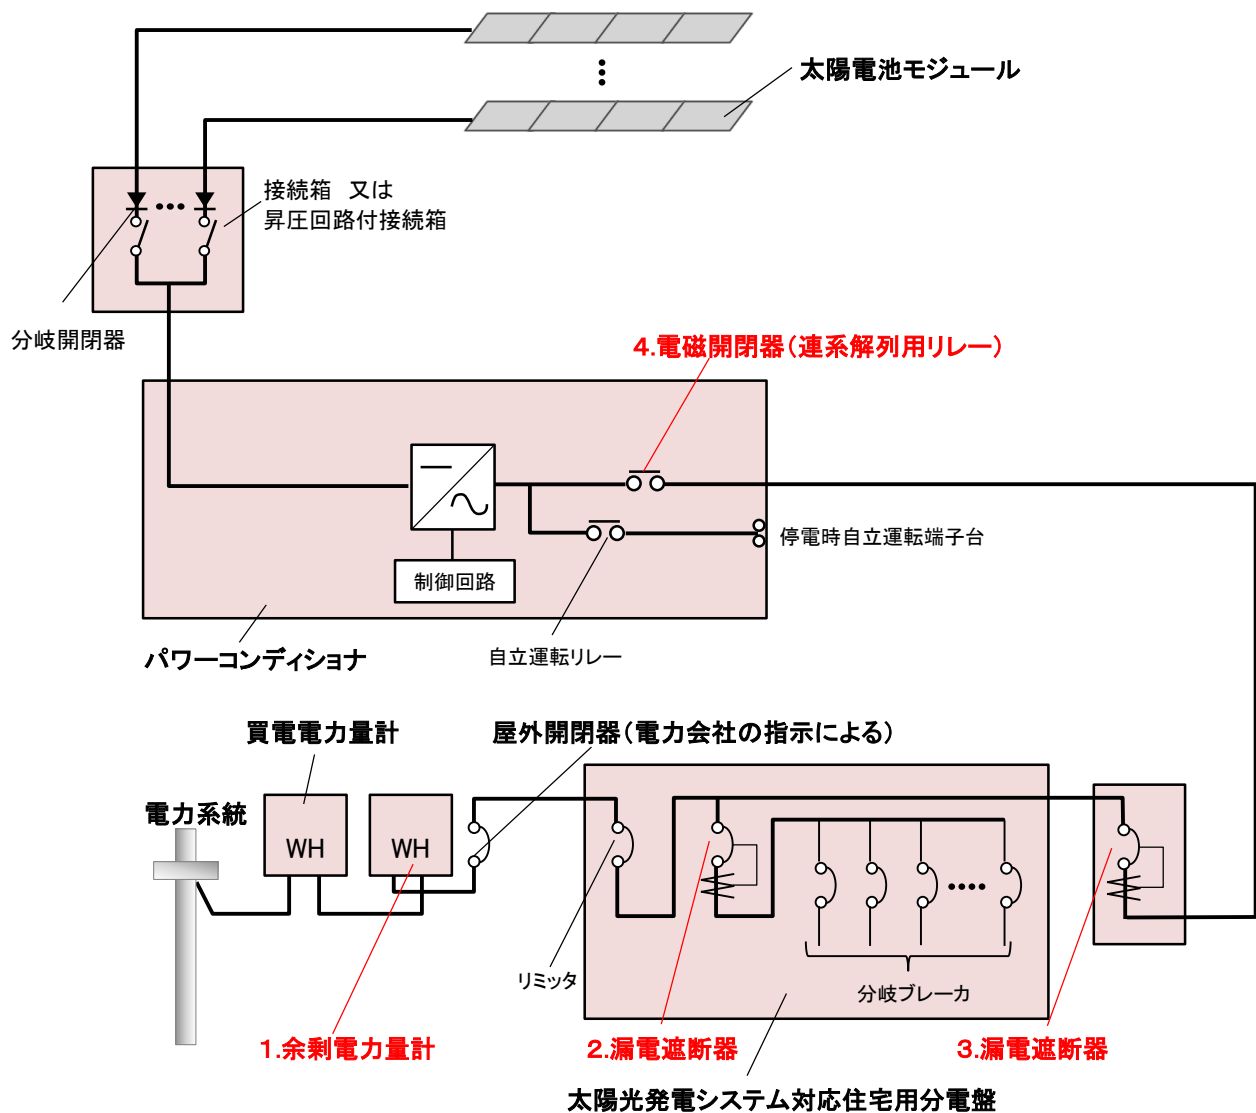 太陽電池モジュール
接続箱　又は
昇圧回路付接続箱
分岐開閉器
4.電磁開閉器（連系解列用リレー）
停電時自立運転端子台
制御回路
パワーコンディショナ
自立運転リレー
買電電力量計
屋外開閉器（電力会社の指示による）
電力系統
WH
WH
リミッタ
分岐ブレーカ
1.余剰電力量計
2.漏電遮断器
3.漏電遮断器
太陽光発電システム対応住宅用分電盤